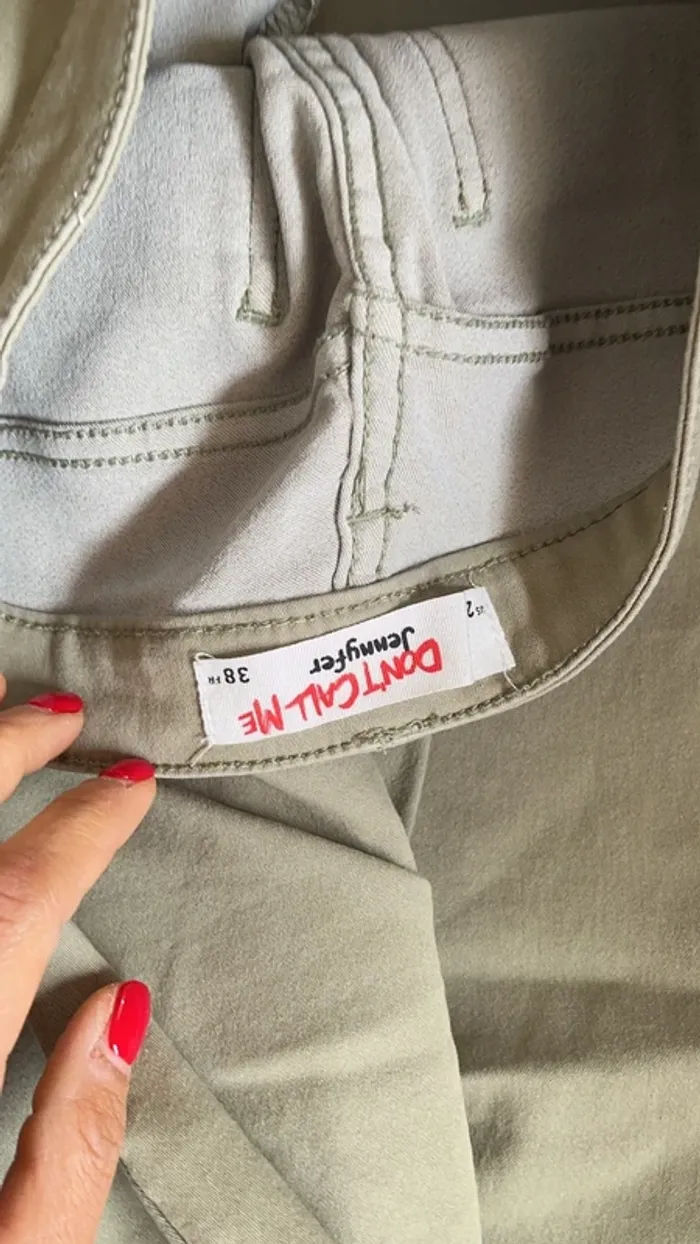 DON'T CALL ME
Jennyfer
38 FR
US 2